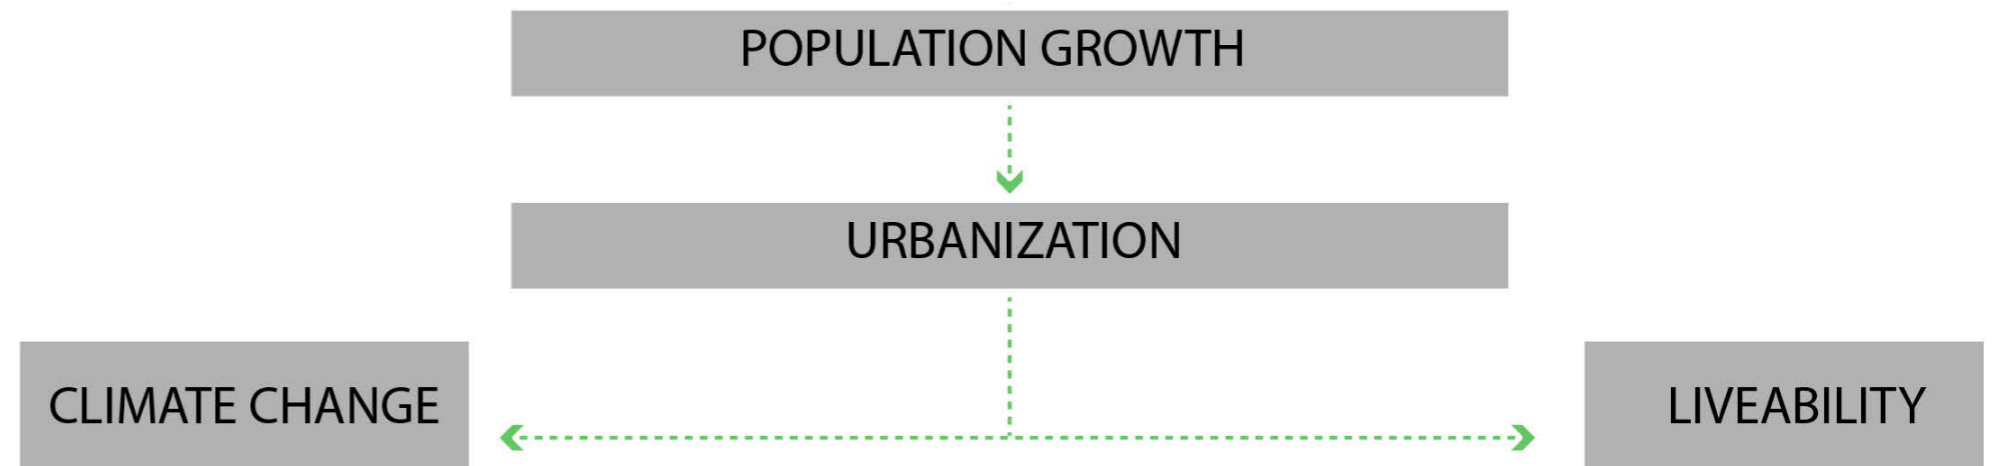 POPULATION GROWTH
URBANIZATION
CLIMATE CHANGE
LIVEABILITY